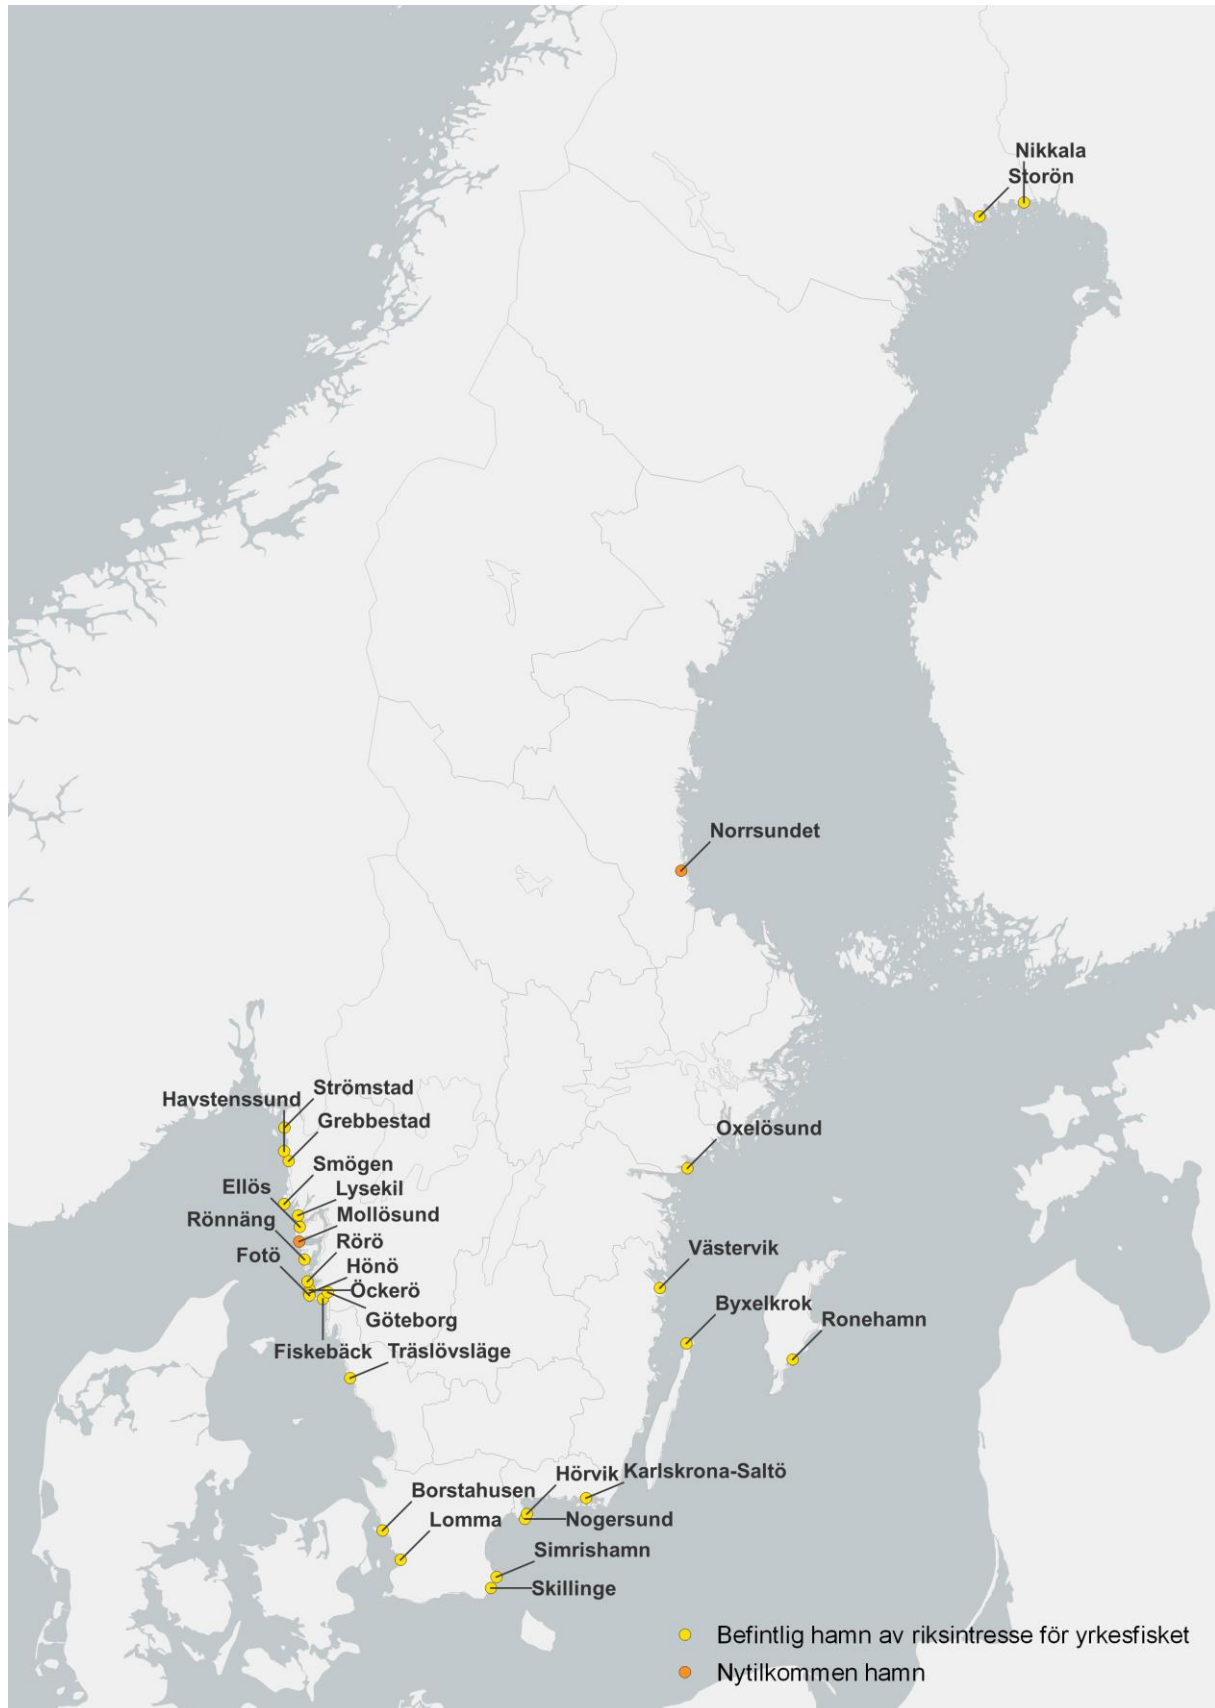 Nikkala
Storön
Norrsundet
Strömstad
Havstenssund
Grebbestad
Oxelösund
Smögen
Ellös
Lysekil
Mollösund
Rönnäng
Rörö
Västervik
Fotö
Hönö
Öckerö
Byxelkrok
Göteborg
Ronehamn
Fiskebäck
Träslövsläge
Hörvik
Karlskrona-Saltö
Borstahusen
Lomma
Nogersund
Simrishamn
Skillinge
Befintlig hamn av riksintresse för yrkesfisket
Nytilkommen hamn